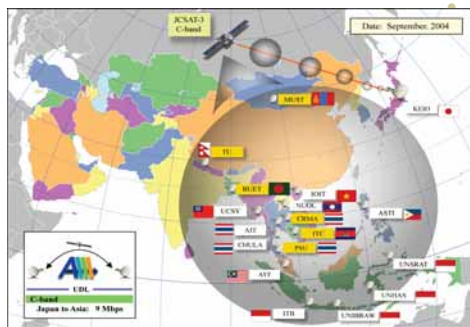 JCSAT-3
C-band
Date: September, 2004
MUST
KEIO
TU
BUET
IOIT
UCSY
NUOL
CRMA
ASTI
AIT
ITC
CHULA
PSU
UNSRAT
AYF
UNHAS
ITB
UNIBRAW
UDL
C-band
Japan to Asia: 9 Mbps